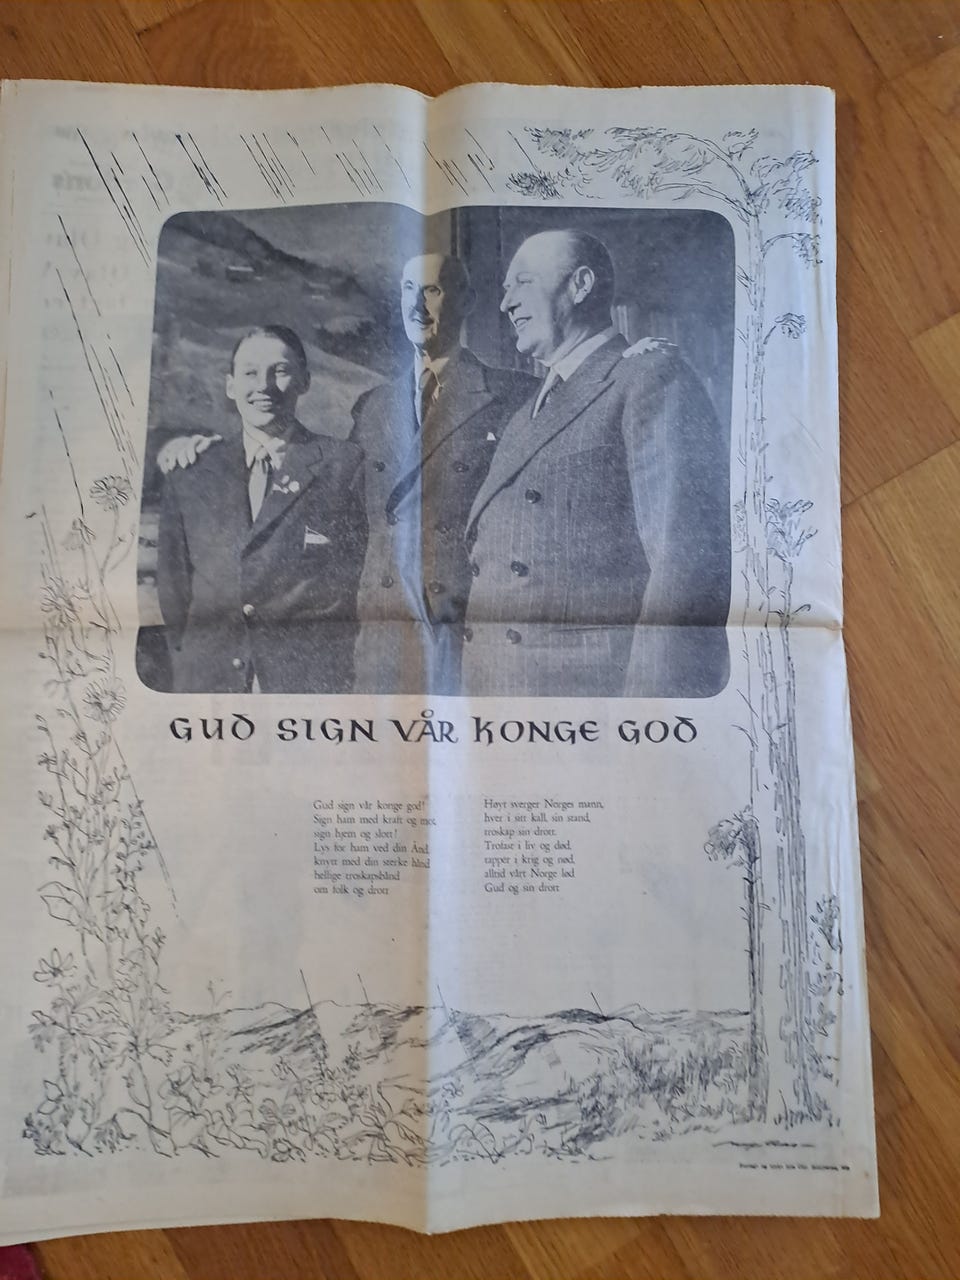 GUD SIGN VÅR KONGE GOD
Gud sign vår konge god!
Sign ham med kraft og mot,
sign hjem og slott!
Lys for ham ved din Ånd,
knytt med din sterke hånd
hellige troskapsbånd
om folk og drott
Høyt sverger Norges mann,
hver i sitt kall, sin stand,
troskap sin drott.
Trofast i liv og død,
tapper i krig og nød,
alltid vårt Norge lød
Gud og sin drott